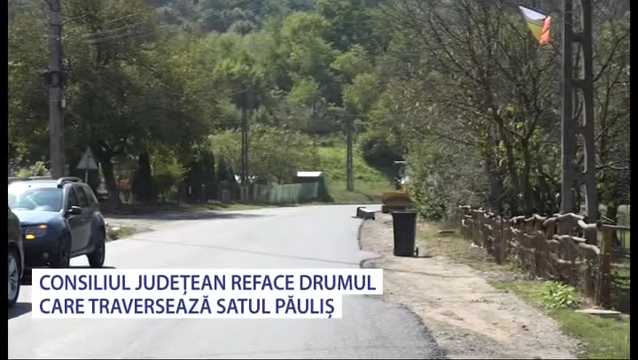 CONSILIUL JUDEȚEAN REFACE DRUMUL
CARE TRAVERSEAZĂ SATUL PĂULIȘ